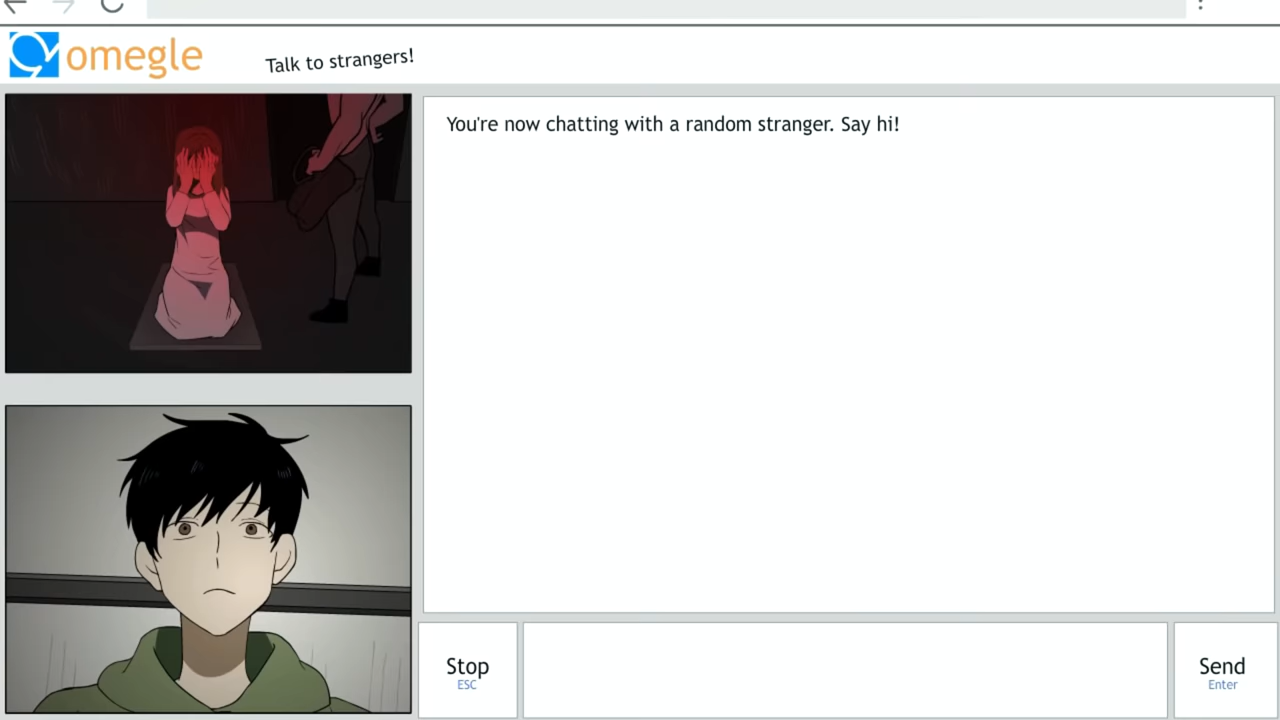 omegle
Talk to strangers!
You're now chatting with a random stranger. Say hi!
Stop
ESC
Send
Enter